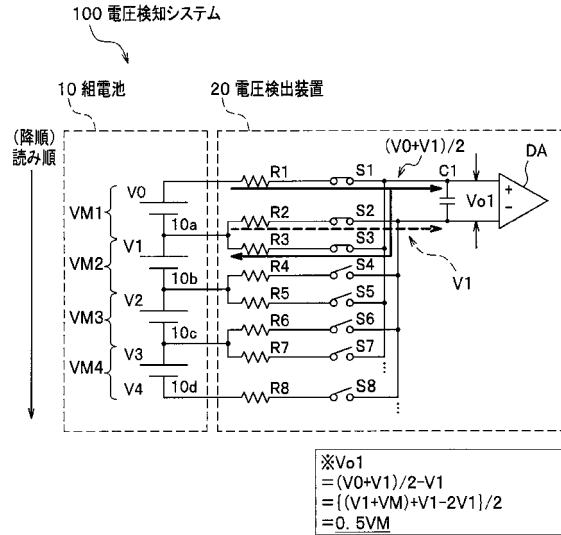 100 電圧検知システム
10 組電池
20 電圧検出装置
(降順)
読み順
(V0+V1)/2
DA
R1
S1
C1
V0
VM1
Vo1
+
−
10a
R2
S2
V1
R3
S3
V1
VM2
10b
R4
S4
V2
R5
S5
VM3
10c
R6
S6
V3
R7
S7
VM4
V4
10d
R8
S8
※Vo1
=(V0+V1)/2-V1
={(V1+VM)+V1-2V1}/2
=0.5VM